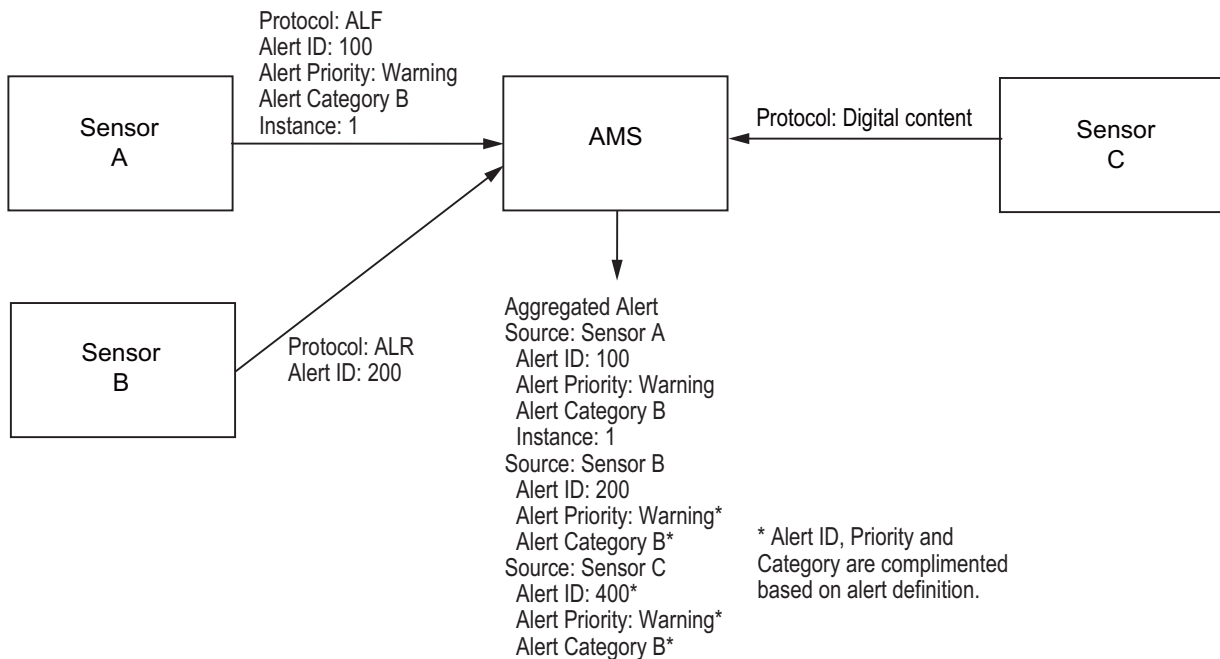 Protocol: ALF
Alert ID: 100
Alert Priority: Warning
Alert Category B
Instance: 1
Sensor
A
AMS
Protocol: Digital content
Sensor
C
Sensor
B
Protocol: ALR
Alert ID: 200
Aggregated Alert
Source: Sensor A
Alert ID: 100
Alert Priority: Warning
Alert Category B
Instance: 1
Source: Sensor B
Alert ID: 200
Alert Priority: Warning*
Alert Category B*
Source: Sensor C
Alert ID: 400*
Alert Priority: Warning*
Alert Category B*
* Alert ID, Priority and
Category are complimented
based on alert definition.